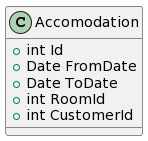 C Accomodation
int Id
Date FromDate
Date ToDate
int RoomId
int CustomerId